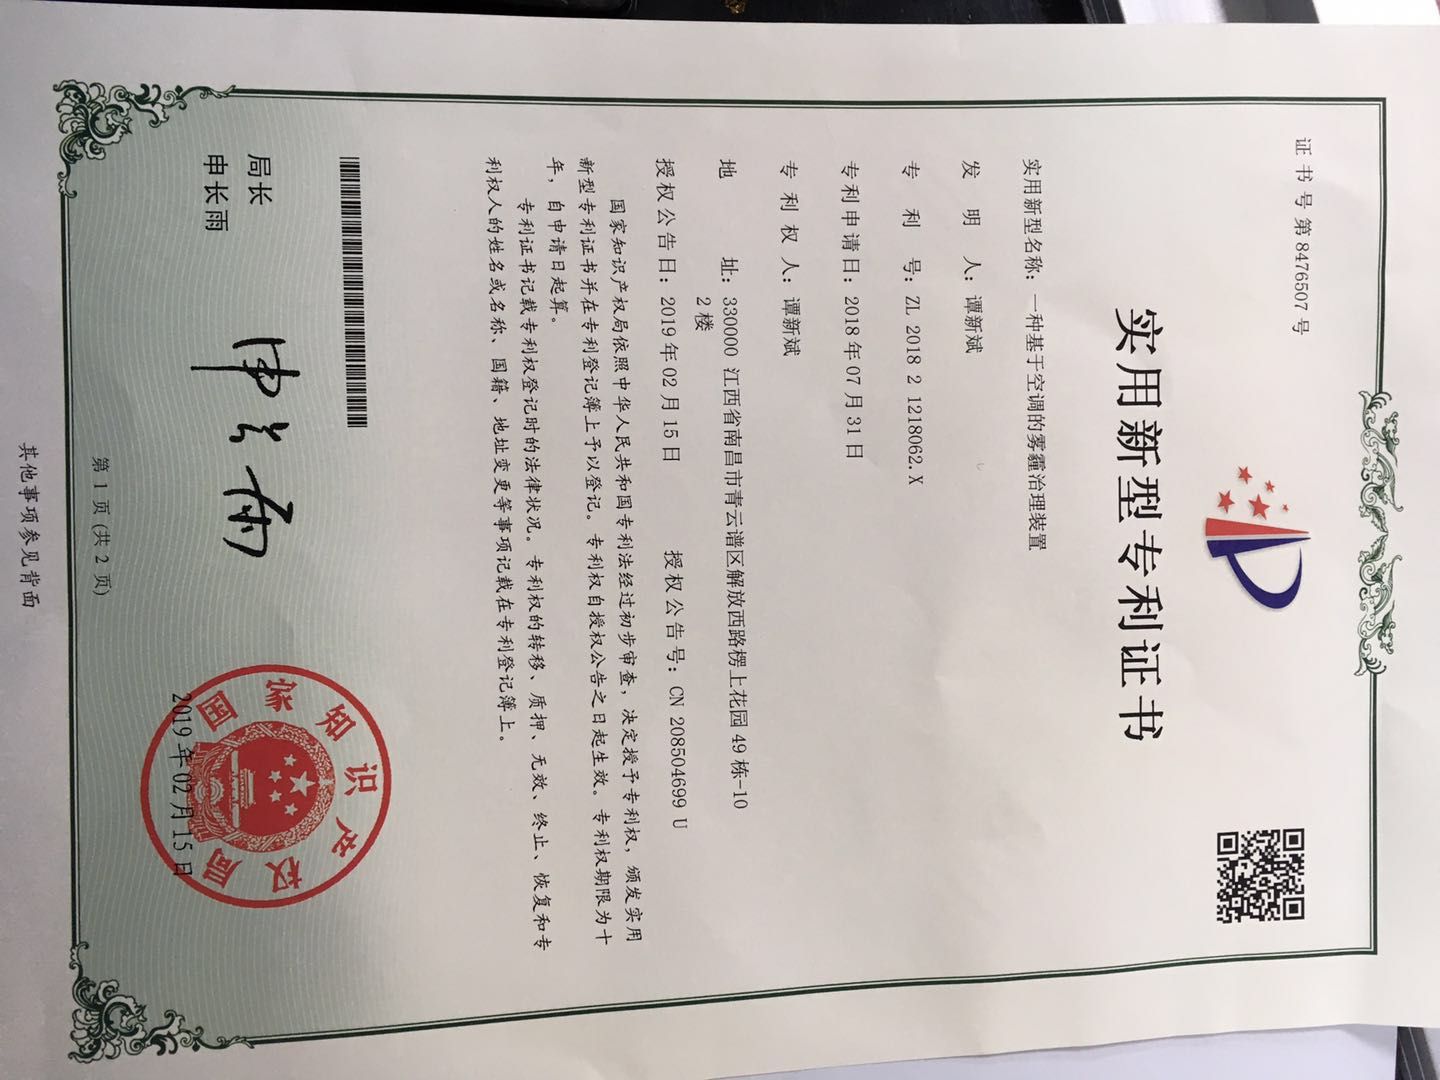 证书号第8476507号
实用新型专利证书
实用新型名称：一种基于空调的雾霾治理装置
发明人：谭新斌
专利号：ZL 2018 2 1218062.X
专利申请日：2018年07月31日
专利权人：谭新斌
地址：330000 江西省南昌市青云谱区解放西路楞上花园49栋-10
2楼
授权公告日：2019年02月15日 授权公告号：CN 208504699 U
国家知识产权局依照中华人民共和国专利法经过初步审查，决定授予专利权，颁发实用
新型专利证书并在专利登记簿上予以登记。专利权自授权公告之日起生效。专利权期限为十
年，自申请日起算。
专利证书记载专利权登记时的法律状况。专利权的转移、质押、无效、终止、恢复和专
利权人的姓名或名称、国籍、地址变更等事项记载在专利登记簿上。
局长
申长雨
申长雨
国家知识产权局
2019年02月15日
第1页(共2页)
其他事项参见背面